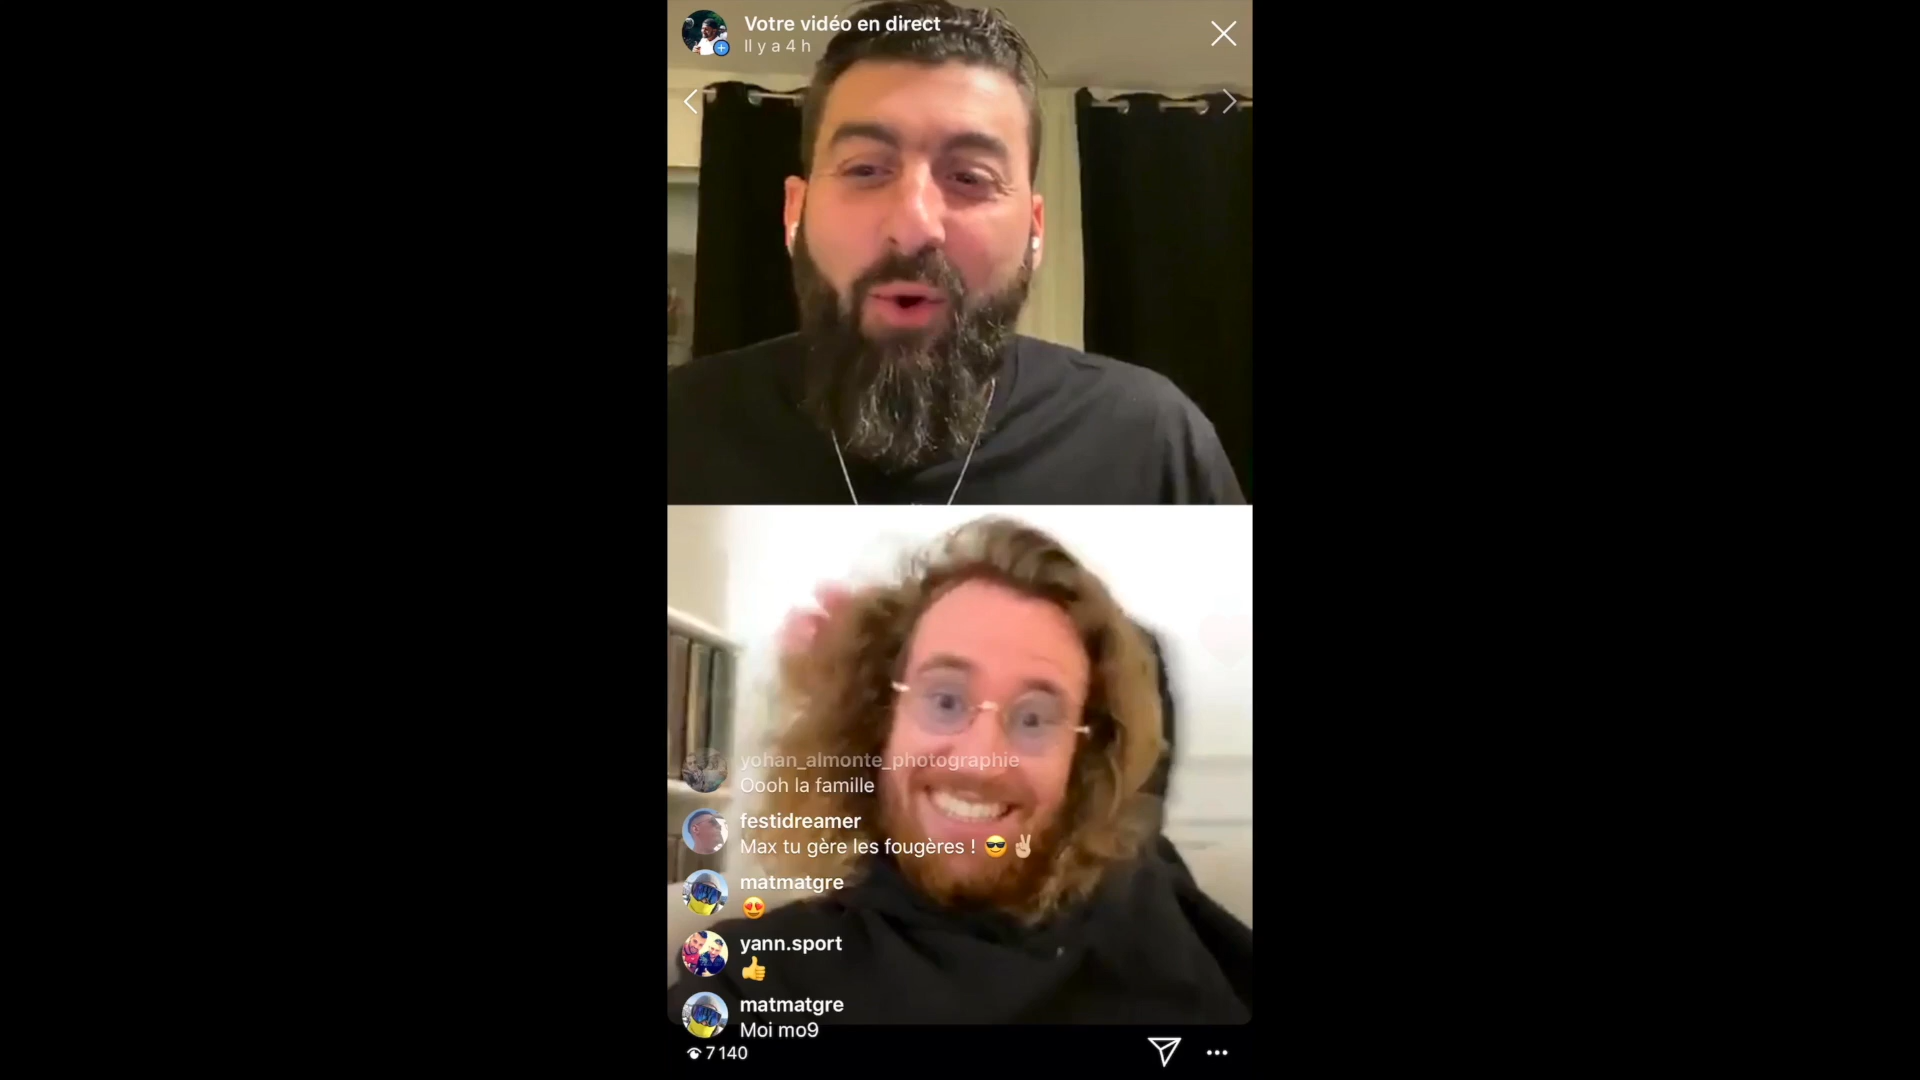 Votre vidéo en direct
Il y a 4 h
yohan_almonte_photographie
Oooh la famille
festidreamer
Max tu gère les fougères ! 😎✌🏼
matmatgre
😍
yann.sport
👍
matmatgre
Moi mo9
7 140